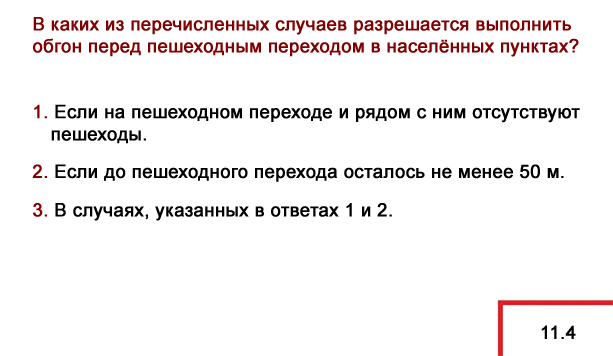 В каких из перечисленных случаев разрешается выполнить
обгон перед пешеходным переходом в населённых пунктах?
1. Если на пешеходном переходе и рядом с ним отсутствуют
пешеходы.
2. Если до пешеходного перехода осталось не менее 50 м.
3. В случаях, указанных в ответах 1 и 2.
11.4